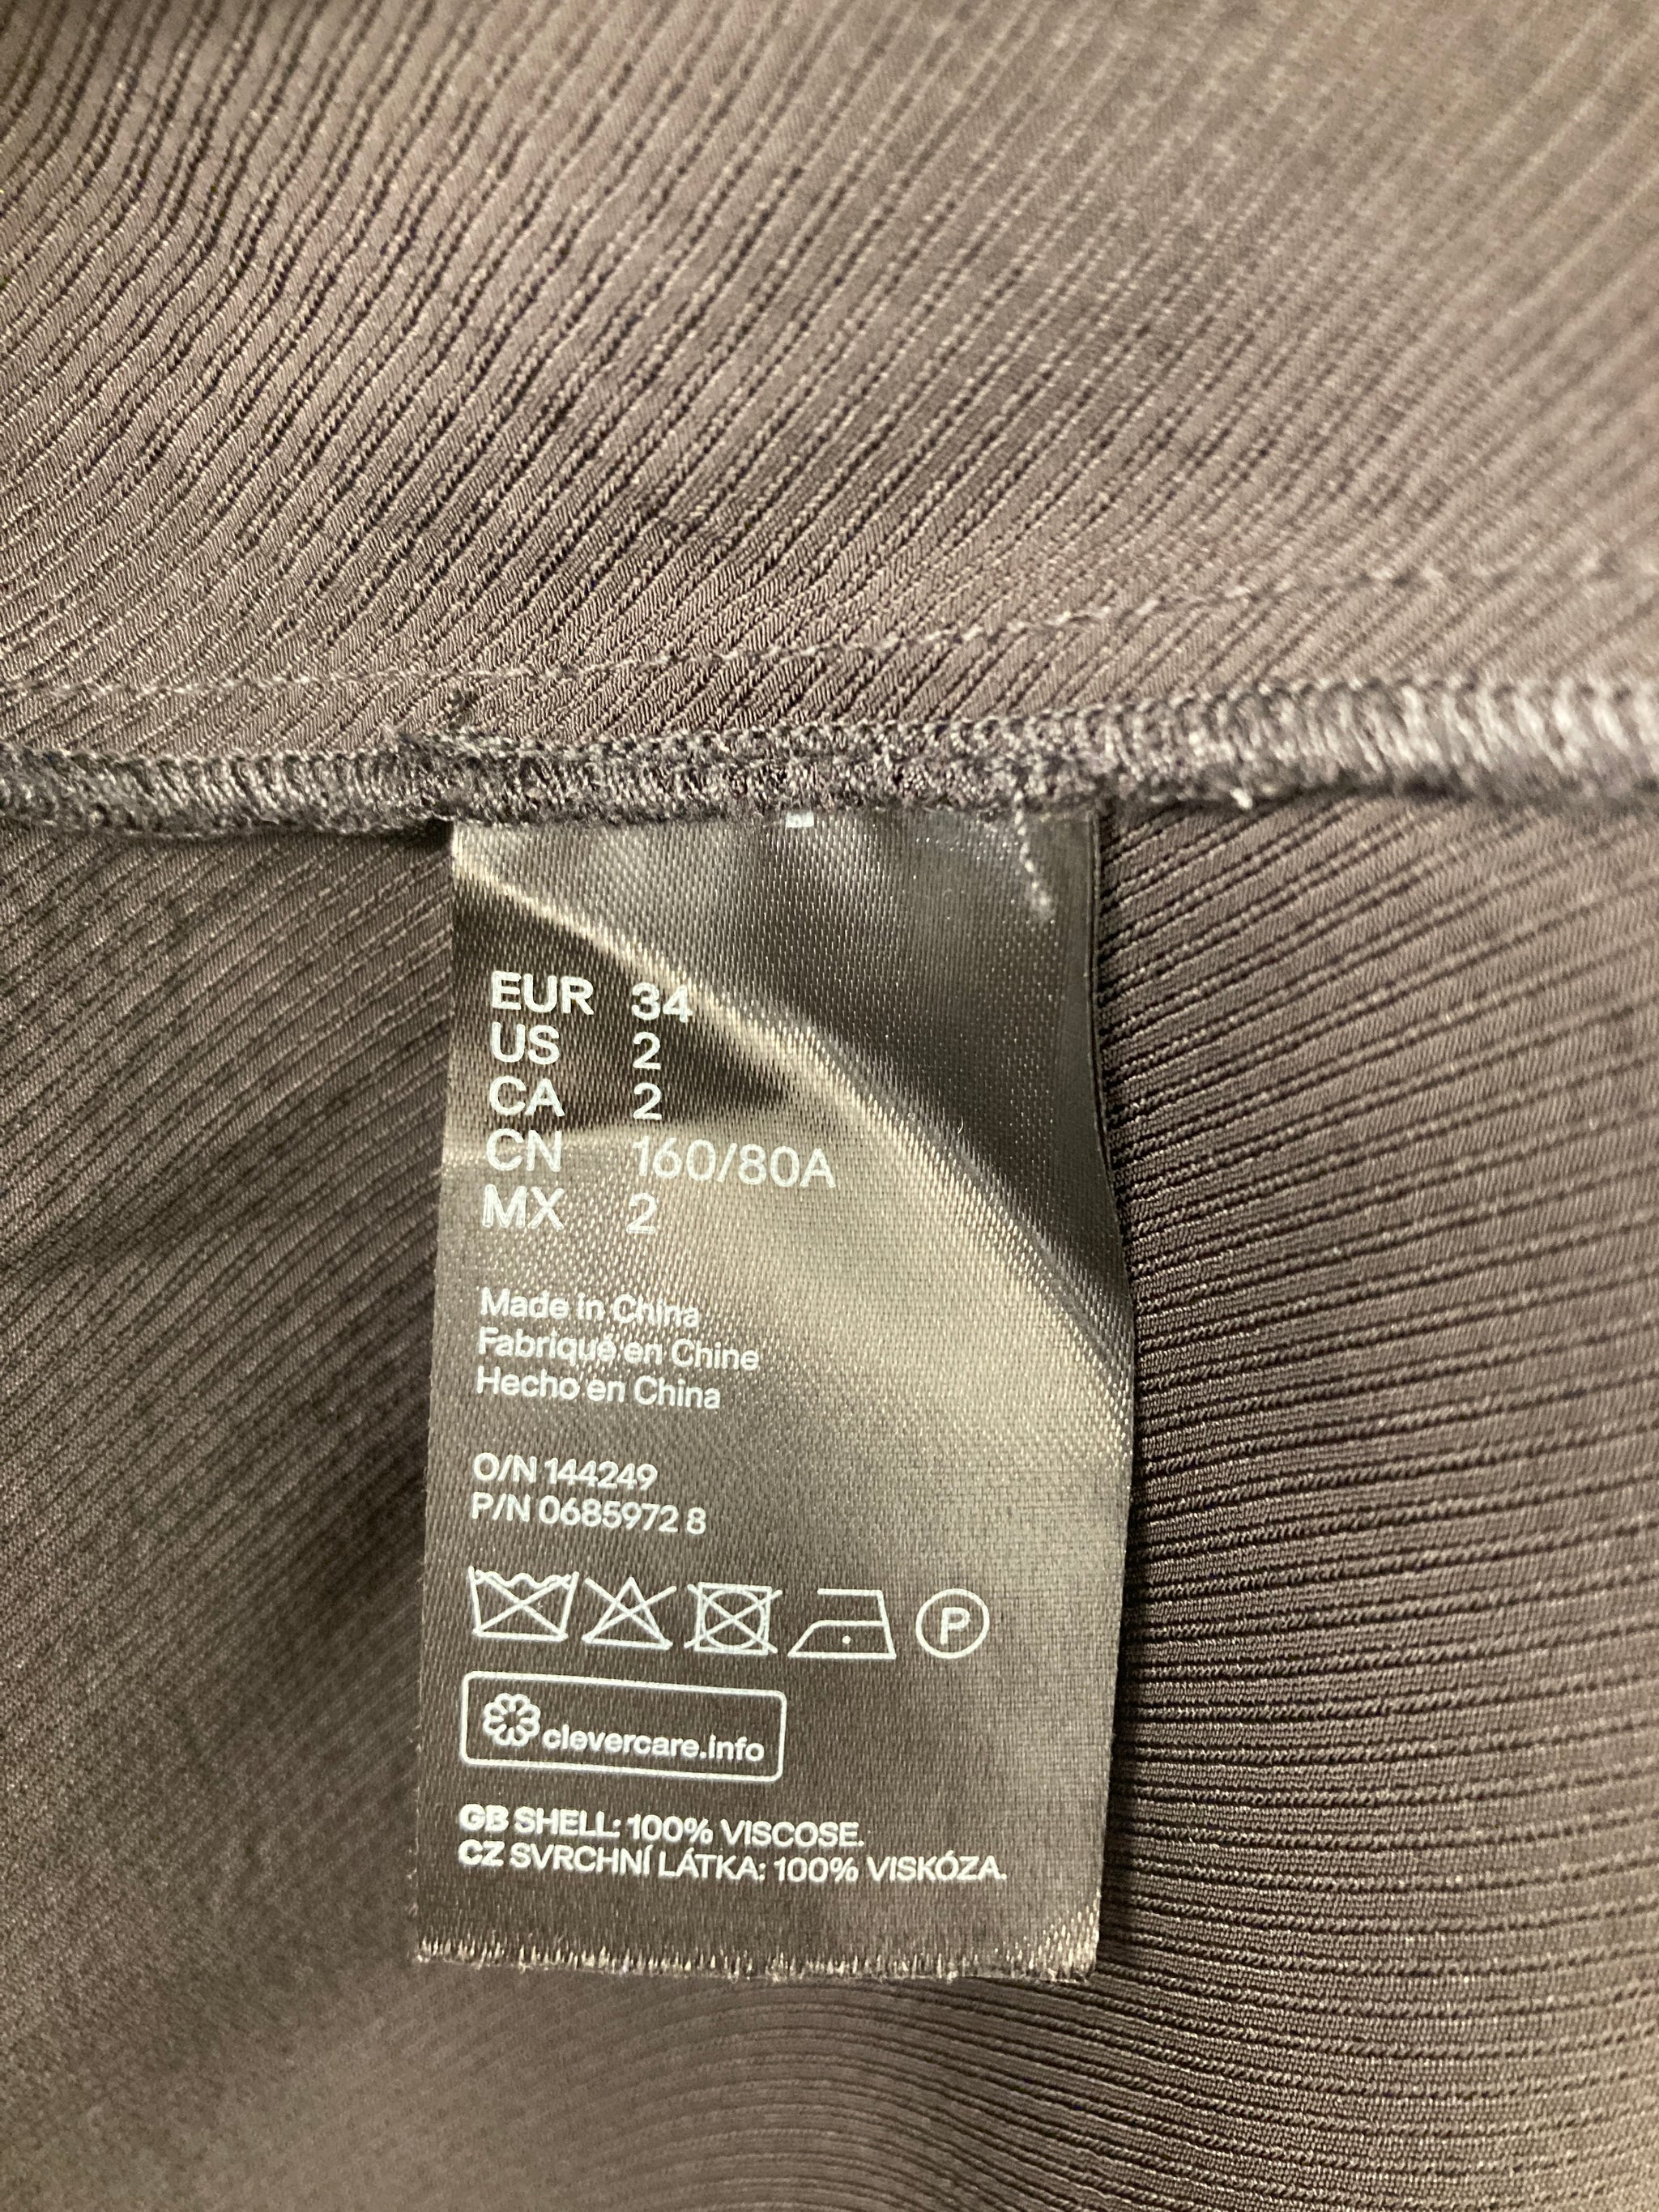 EUR 34
US 2
CA 2
CN 160/80A
MX 2
Made in China
Fabriqué en Chine
Hecho en China
O/N 144249
P/N 0685972 8
P
clevercare.info
GB SHELL: 100% VISCOSE.
CZ SVRCHNÍ LÁTKA: 100% VISKÓZA.